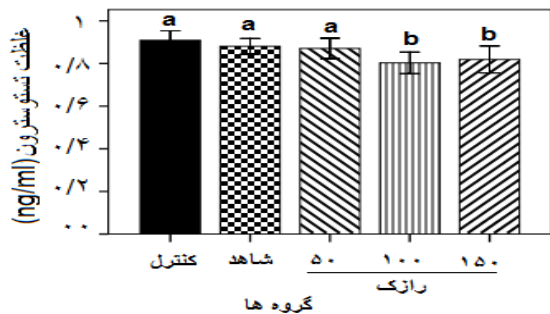 غلظت تستوسترون (ng/ml)
۱
۰/۸
۰/۶
۰/۴
۰/۲
۰۰
a a a b b
کنترل شاهد ۵۰ ۱۰۰ ۱۵۰
رازک
گروه ها